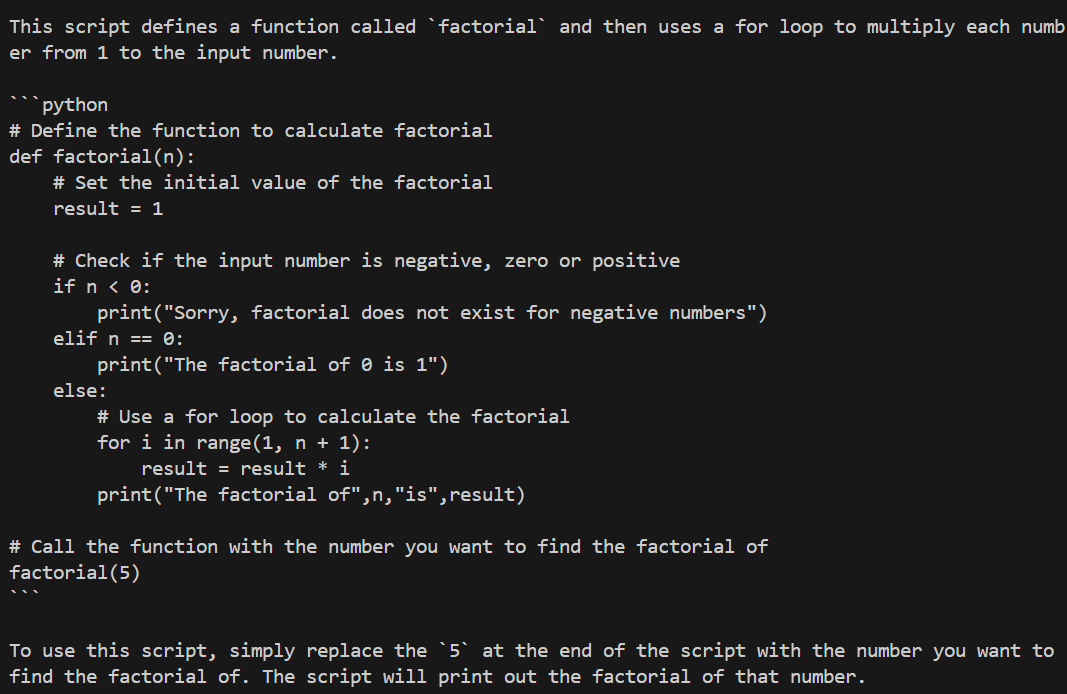 This script defines a function called `factorial` and then uses a for loop to multiply each numb
er from 1 to the input number.

```python
# Define the function to calculate factorial
def factorial(n):
    # Set the initial value of the factorial
    result = 1

    # Check if the input number is negative, zero or positive
    if n < 0:
        print("Sorry, factorial does not exist for negative numbers")
    elif n == 0:
        print("The factorial of 0 is 1")
    else:
        # Use a for loop to calculate the factorial
        for i in range(1, n + 1):
            result = result * i
        print("The factorial of",n,"is",result)

# Call the function with the number you want to find the factorial of
factorial(5)
```

To use this script, simply replace the `5` at the end of the script with the number you want to
find the factorial of. The script will print out the factorial of that number.